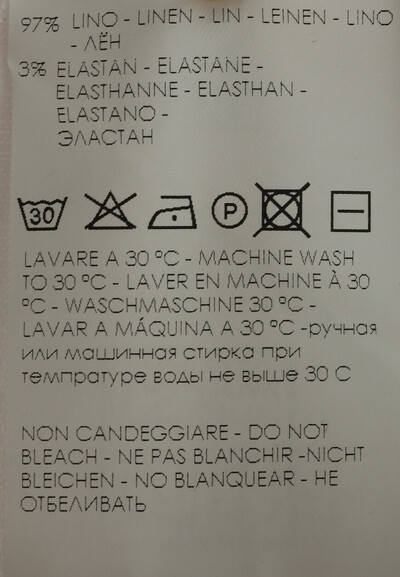 97% LINO - LINEN - LIN - LEINEN - LINO
- ЛЁН
3% ELASTAN - ELASTANE -
ELASTHANNE - ELASTHAN -
ELASTANO -
ЭЛАСТАН
30 P
LAVARE A 30 °C - MACHINE WASH
TO 30 °C - LAVER EN MACHINE À 30
°C - WASCHMASCHINE 30 °C -
LAVAR A MÁQUINA A 30 °C -ручная
или машинная стирка при
темпратуре воды не выше 30 С
NON CANDEGGIARE - DO NOT
BLEACH - NE PAS BLANCHIR -NICHT
BLEICHEN - NO BLANQUEAR - НЕ
ОТБЕЛИВАТЬ